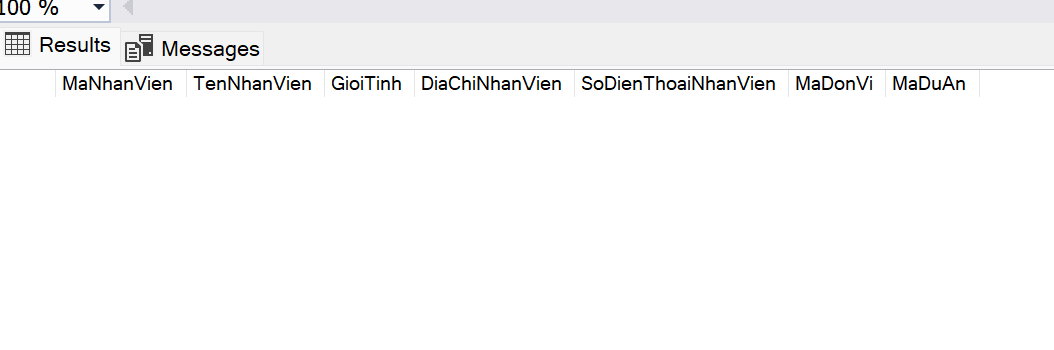 100 %
Results Messages
MaNhanVien TenNhanVien GioiTinh DiaChiNhanVien SoDienThoaiNhanVien MaDonVi MaDuAn